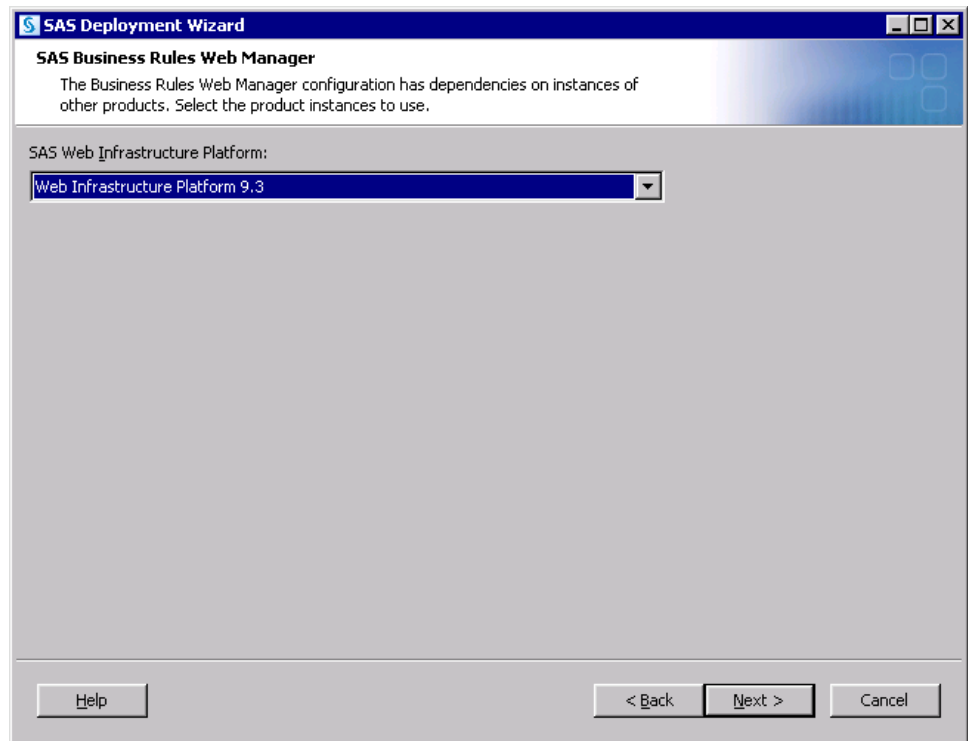 SAS Deployment Wizard
SAS Business Rules Web Manager
The Business Rules Web Manager configuration has dependencies on instances of
other products. Select the product instances to use.
SAS Web Infrastructure Platform:
Web Infrastructure Platform 9.3
Help
< Back
Next >
Cancel